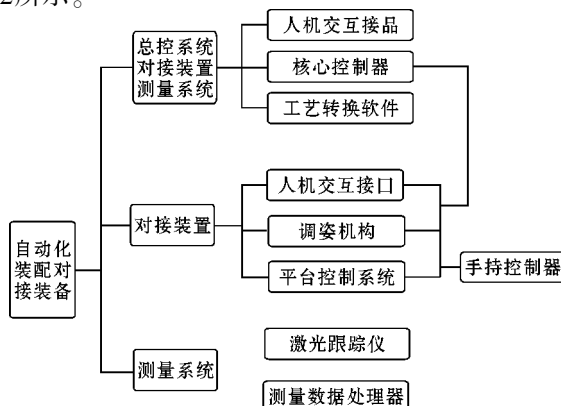 2所示。
人机交互接品
总控系统
对接装置
测量系统
核心控制器
工艺转换软件
人机交互接口
对接装置
调姿机构
自动化
装配对
接装备
平台控制系统
手持控制器
激光跟踪仪
测量系统
测量数据处理器